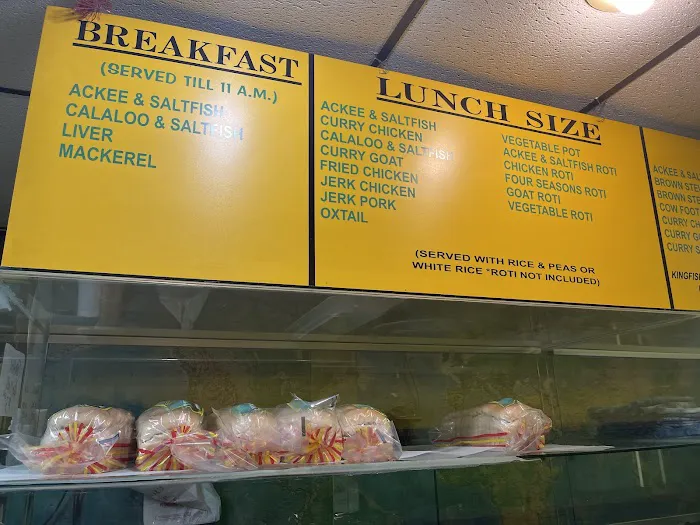 BREAKFAST
(SERVED TILL 11 A.M.)
ACKEE & SALTFISH
CALALOO & SALTFISH
LIVER
MACKEREL
LUNCH SIZE
ACKEE & SALTFISH
CURRY CHICKEN
CALALOO & SALTFISH
CURRY GOAT
FRIED CHICKEN
JERK CHICKEN
JERK PORK
OXTAIL
VEGETABLE POT
ACKEE & SALTFISH ROTI
CHICKEN ROTI
FOUR SEASONS ROTI
GOAT ROTI
VEGETABLE ROTI
(SERVED WITH RICE & PEAS OR
WHITE RICE *ROTI NOT INCLUDED)
ACKEE & SAL
BROWN STE
BROWN STE
COW FOOT
CURRY CH
CURRY G
CURRY S
KINGFIS